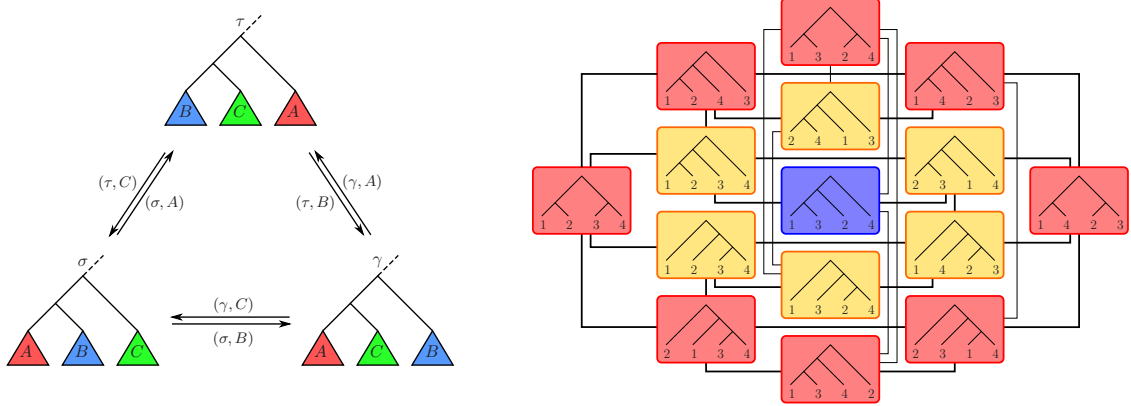 τ
B C A
(τ, C)
(σ, A)
(γ, A)
(τ, B)
σ
A B C
(γ, C)
(σ, B)
γ
A C B
1 3 2 4
1 2 4 3
1 4 2 3
2 4 1 3
1 2 3 4
2 3 1 4
1 2 3 4
1 3 2 4
1 4 2 3
1 2 3 4
1 4 2 3
1 3 2 4
2 1 3 4
2 3 1 4
1 3 4 2